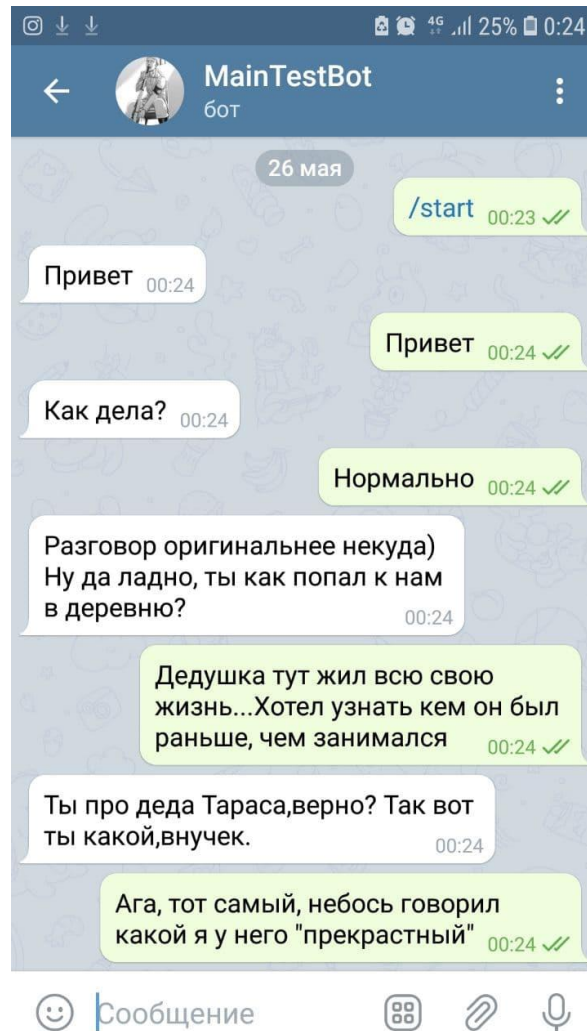 4G 25% 0:24
MainTestBot
бот
26 мая
/start 00:23
Привет 00:24
Привет 00:24
Как дела? 00:24
Нормально 00:24
Разговор оригинальнее некуда)
Ну да ладно, ты как попал к нам
в деревню? 00:24
Дедушка тут жил всю свою
жизнь...Хотел узнать кем он был
раньше, чем занимался 00:24
Ты про деда Тараса,верно? Так вот
ты какой,внучек. 00:24
Ага, тот самый, небось говорил
какой я у него "прекрастный" 00:24
Сообщение